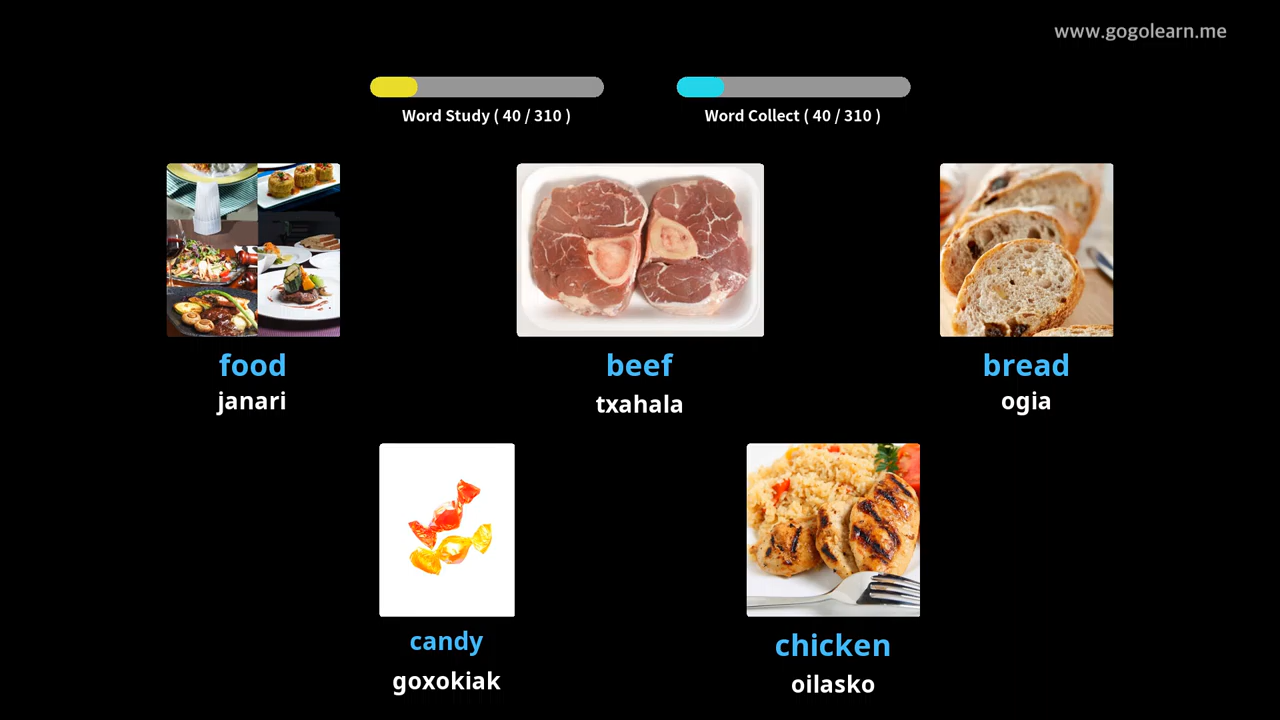 www.gogolearn.me
Word Study ( 40 / 310 )
Word Collect ( 40 / 310 )
food
janari
beef
txahala
bread
ogia
candy
goxokiak
chicken
oilasko